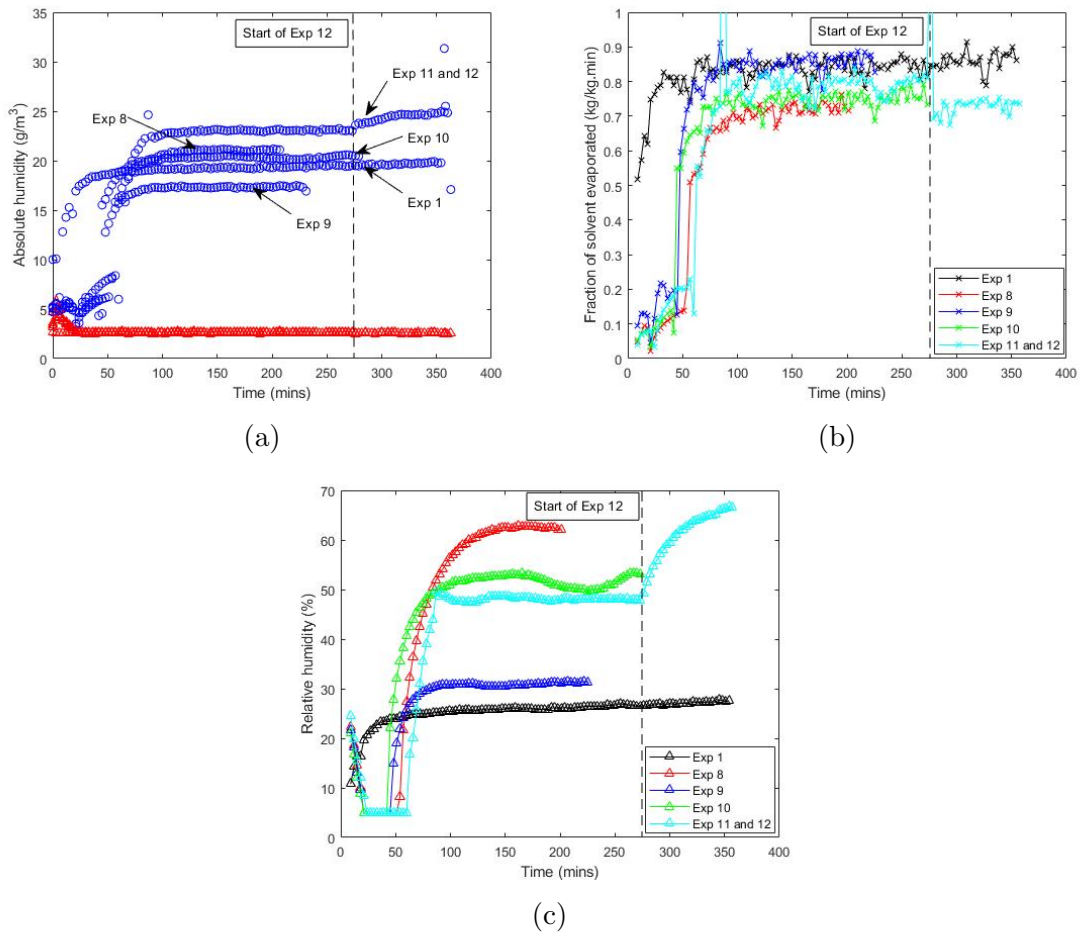 Start of Exp 12
Exp 11 and 12
Exp 8
Exp 10
Exp 1
Exp 9
Absolute humidity (g/m³)
35
30
25
20
15
10
5
0
0 50 100 150 200 250 300 350 400
Time (mins)
(a)
Start of Exp 12
Fraction of solvent evaporated (kg/kg.min)
1
0.9
0.8
0.7
0.6
0.5
0.4
0.3
0.2
0.1
0
Exp 1
Exp 8
Exp 9
Exp 10
Exp 11 and 12
0 50 100 150 200 250 300 350 400
Time (mins)
(b)
Start of Exp 12
Relative humidity (%)
70
60
50
40
30
20
10
0
Exp 1
Exp 8
Exp 9
Exp 10
Exp 11 and 12
0 50 100 150 200 250 300 350 400
Time (mins)
(c)